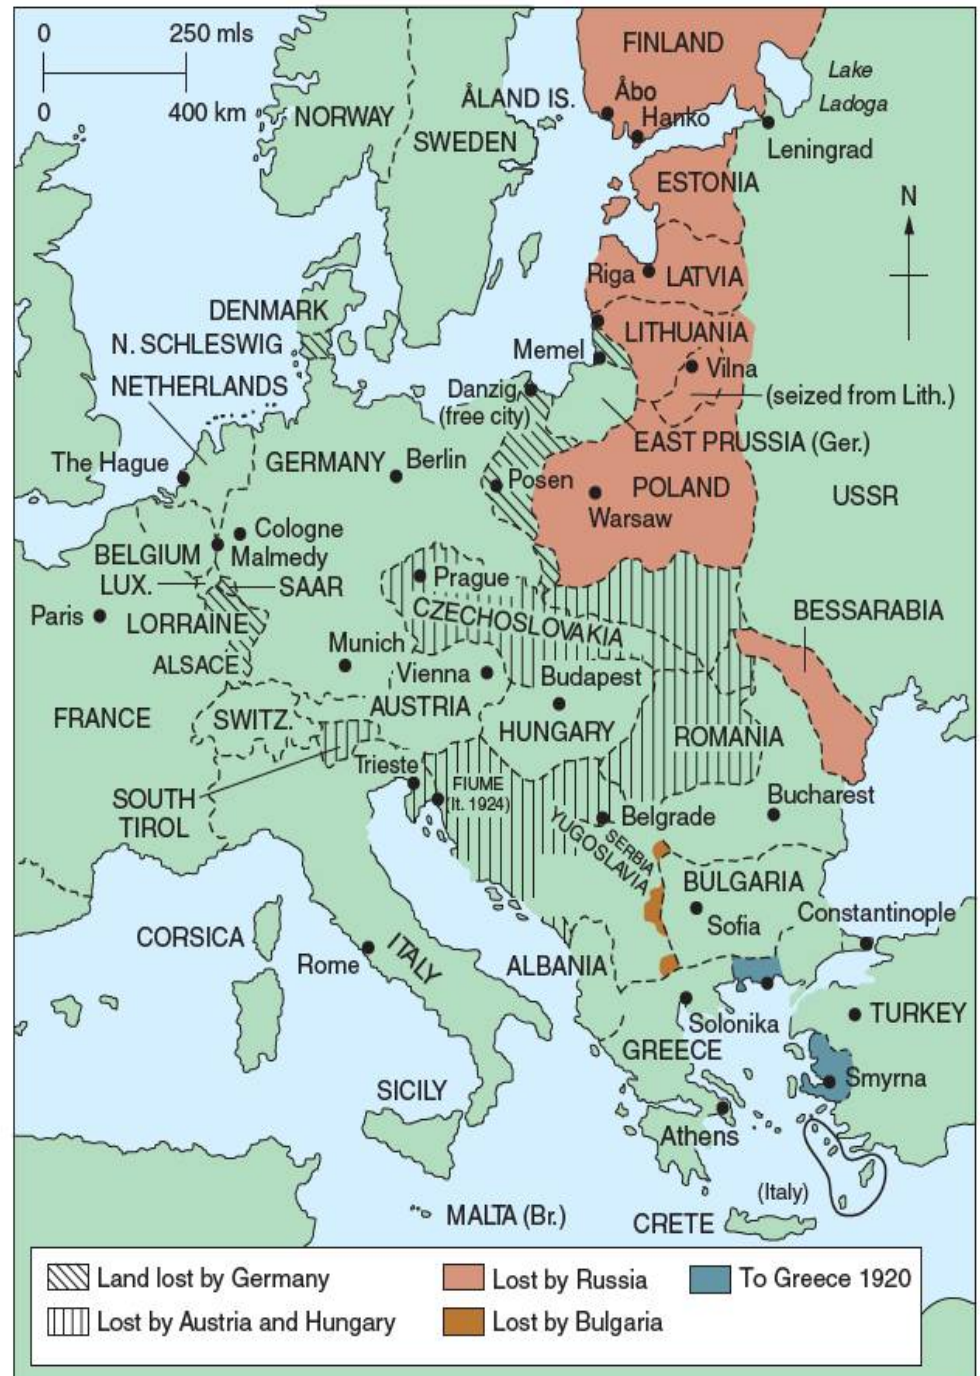 0 250 mls
0 400 km
FINLAND
Lake
Ladoga
Åbo
ÅLAND IS.
Hanko
NORWAY
SWEDEN
Leningrad
ESTONIA
N
Riga
LATVIA
DENMARK
N. SCHLESWIG
LITHUANIA
Memel
Vilna
NETHERLANDS
Danzig
(free city)
(seized from Lith.)
EAST PRUSSIA (Ger.)
The Hague
GERMANY
Berlin
Posen
POLAND
USSR
Warsaw
Cologne
BELGIUM
Malmedy
LUX.
SAAR
Prague
Paris
LORRAINE
CZECHOSLOVAKIA
BESSARABIA
Munich
ALSACE
Vienna
Budapest
FRANCE
SWITZ.
AUSTRIA
HUNGARY
ROMANIA
Trieste
FIUME
(It. 1924)
SOUTH
TIROL
Bucharest
Belgrade
YUGOSLAVIA
SERBIA
BULGARIA
Sofia
Constantinople
CORSICA
Rome
ITALY
ALBANIA
TURKEY
Solonika
GREECE
Smyrna
SICILY
Athens
(Italy)
MALTA (Br.)
CRETE
Land lost by Germany
Lost by Russia
To Greece 1920
Lost by Austria and Hungary
Lost by Bulgaria